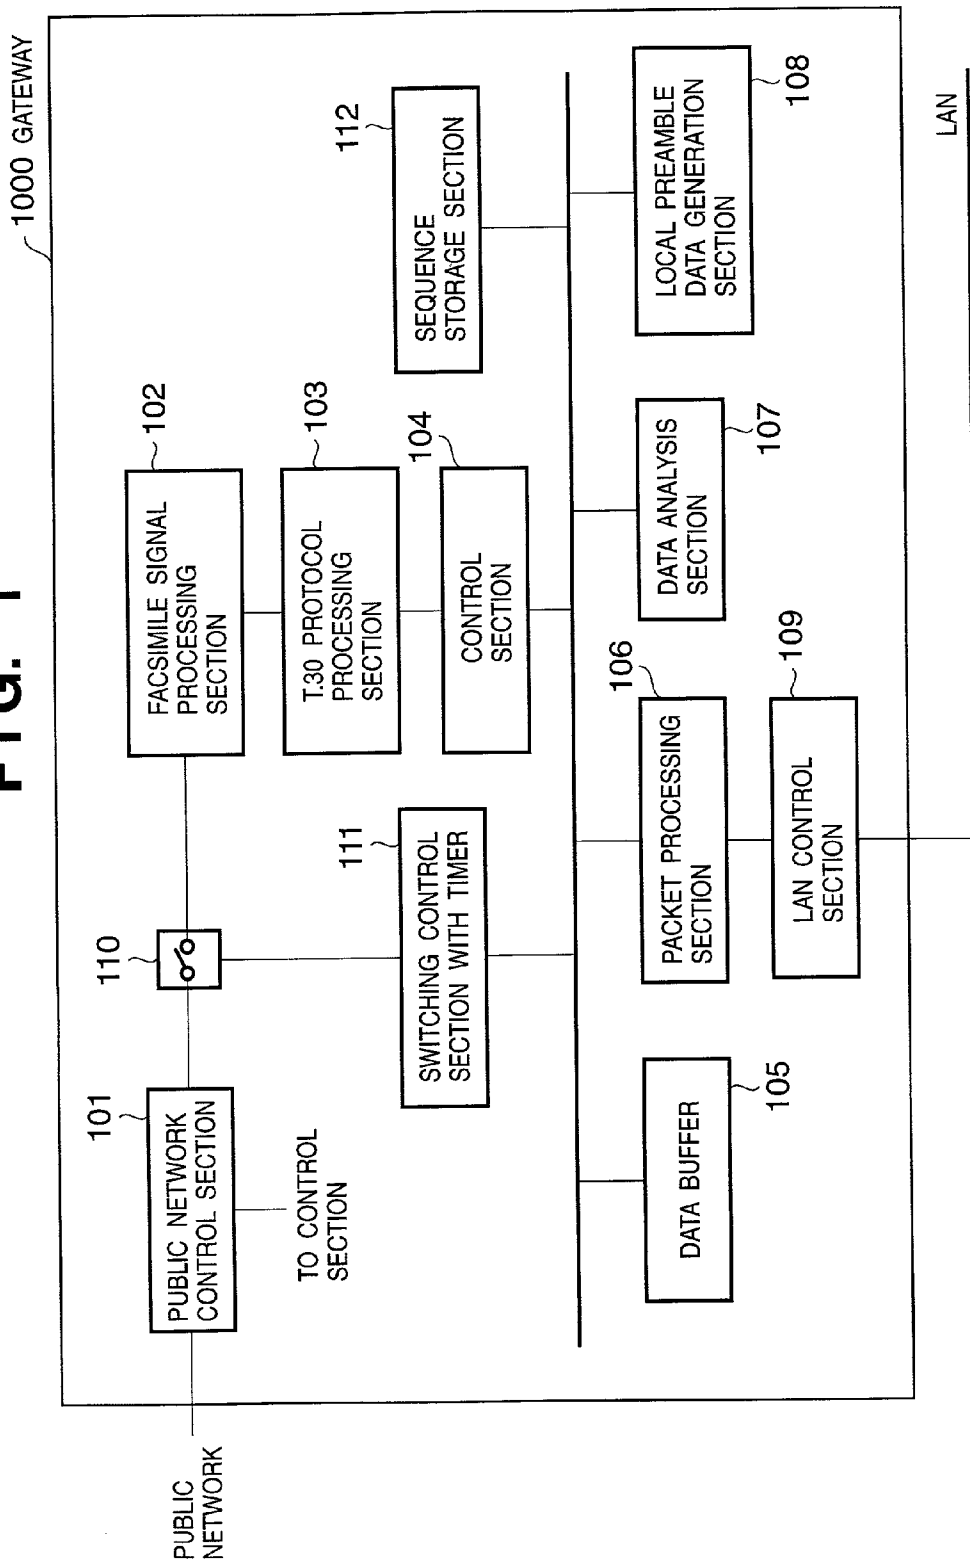 FIG. 1
1000 GATEWAY
PUBLIC
NETWORK
101
PUBLIC NETWORK
CONTROL SECTION
TO CONTROL
SECTION
110
111
SWITCHING CONTROL
SECTION WITH TIMER
102
FACSIMILE SIGNAL
PROCESSING
SECTION
103
T.30 PROTOCOL
PROCESSING
SECTION
104
CONTROL
SECTION
112
SEQUENCE
STORAGE SECTION
DATA BUFFER
105
106
PACKET PROCESSING
SECTION
109
LAN CONTROL
SECTION
DATA ANALYSIS
SECTION
107
LOCAL PREAMBLE
DATA GENERATION
SECTION
108
LAN